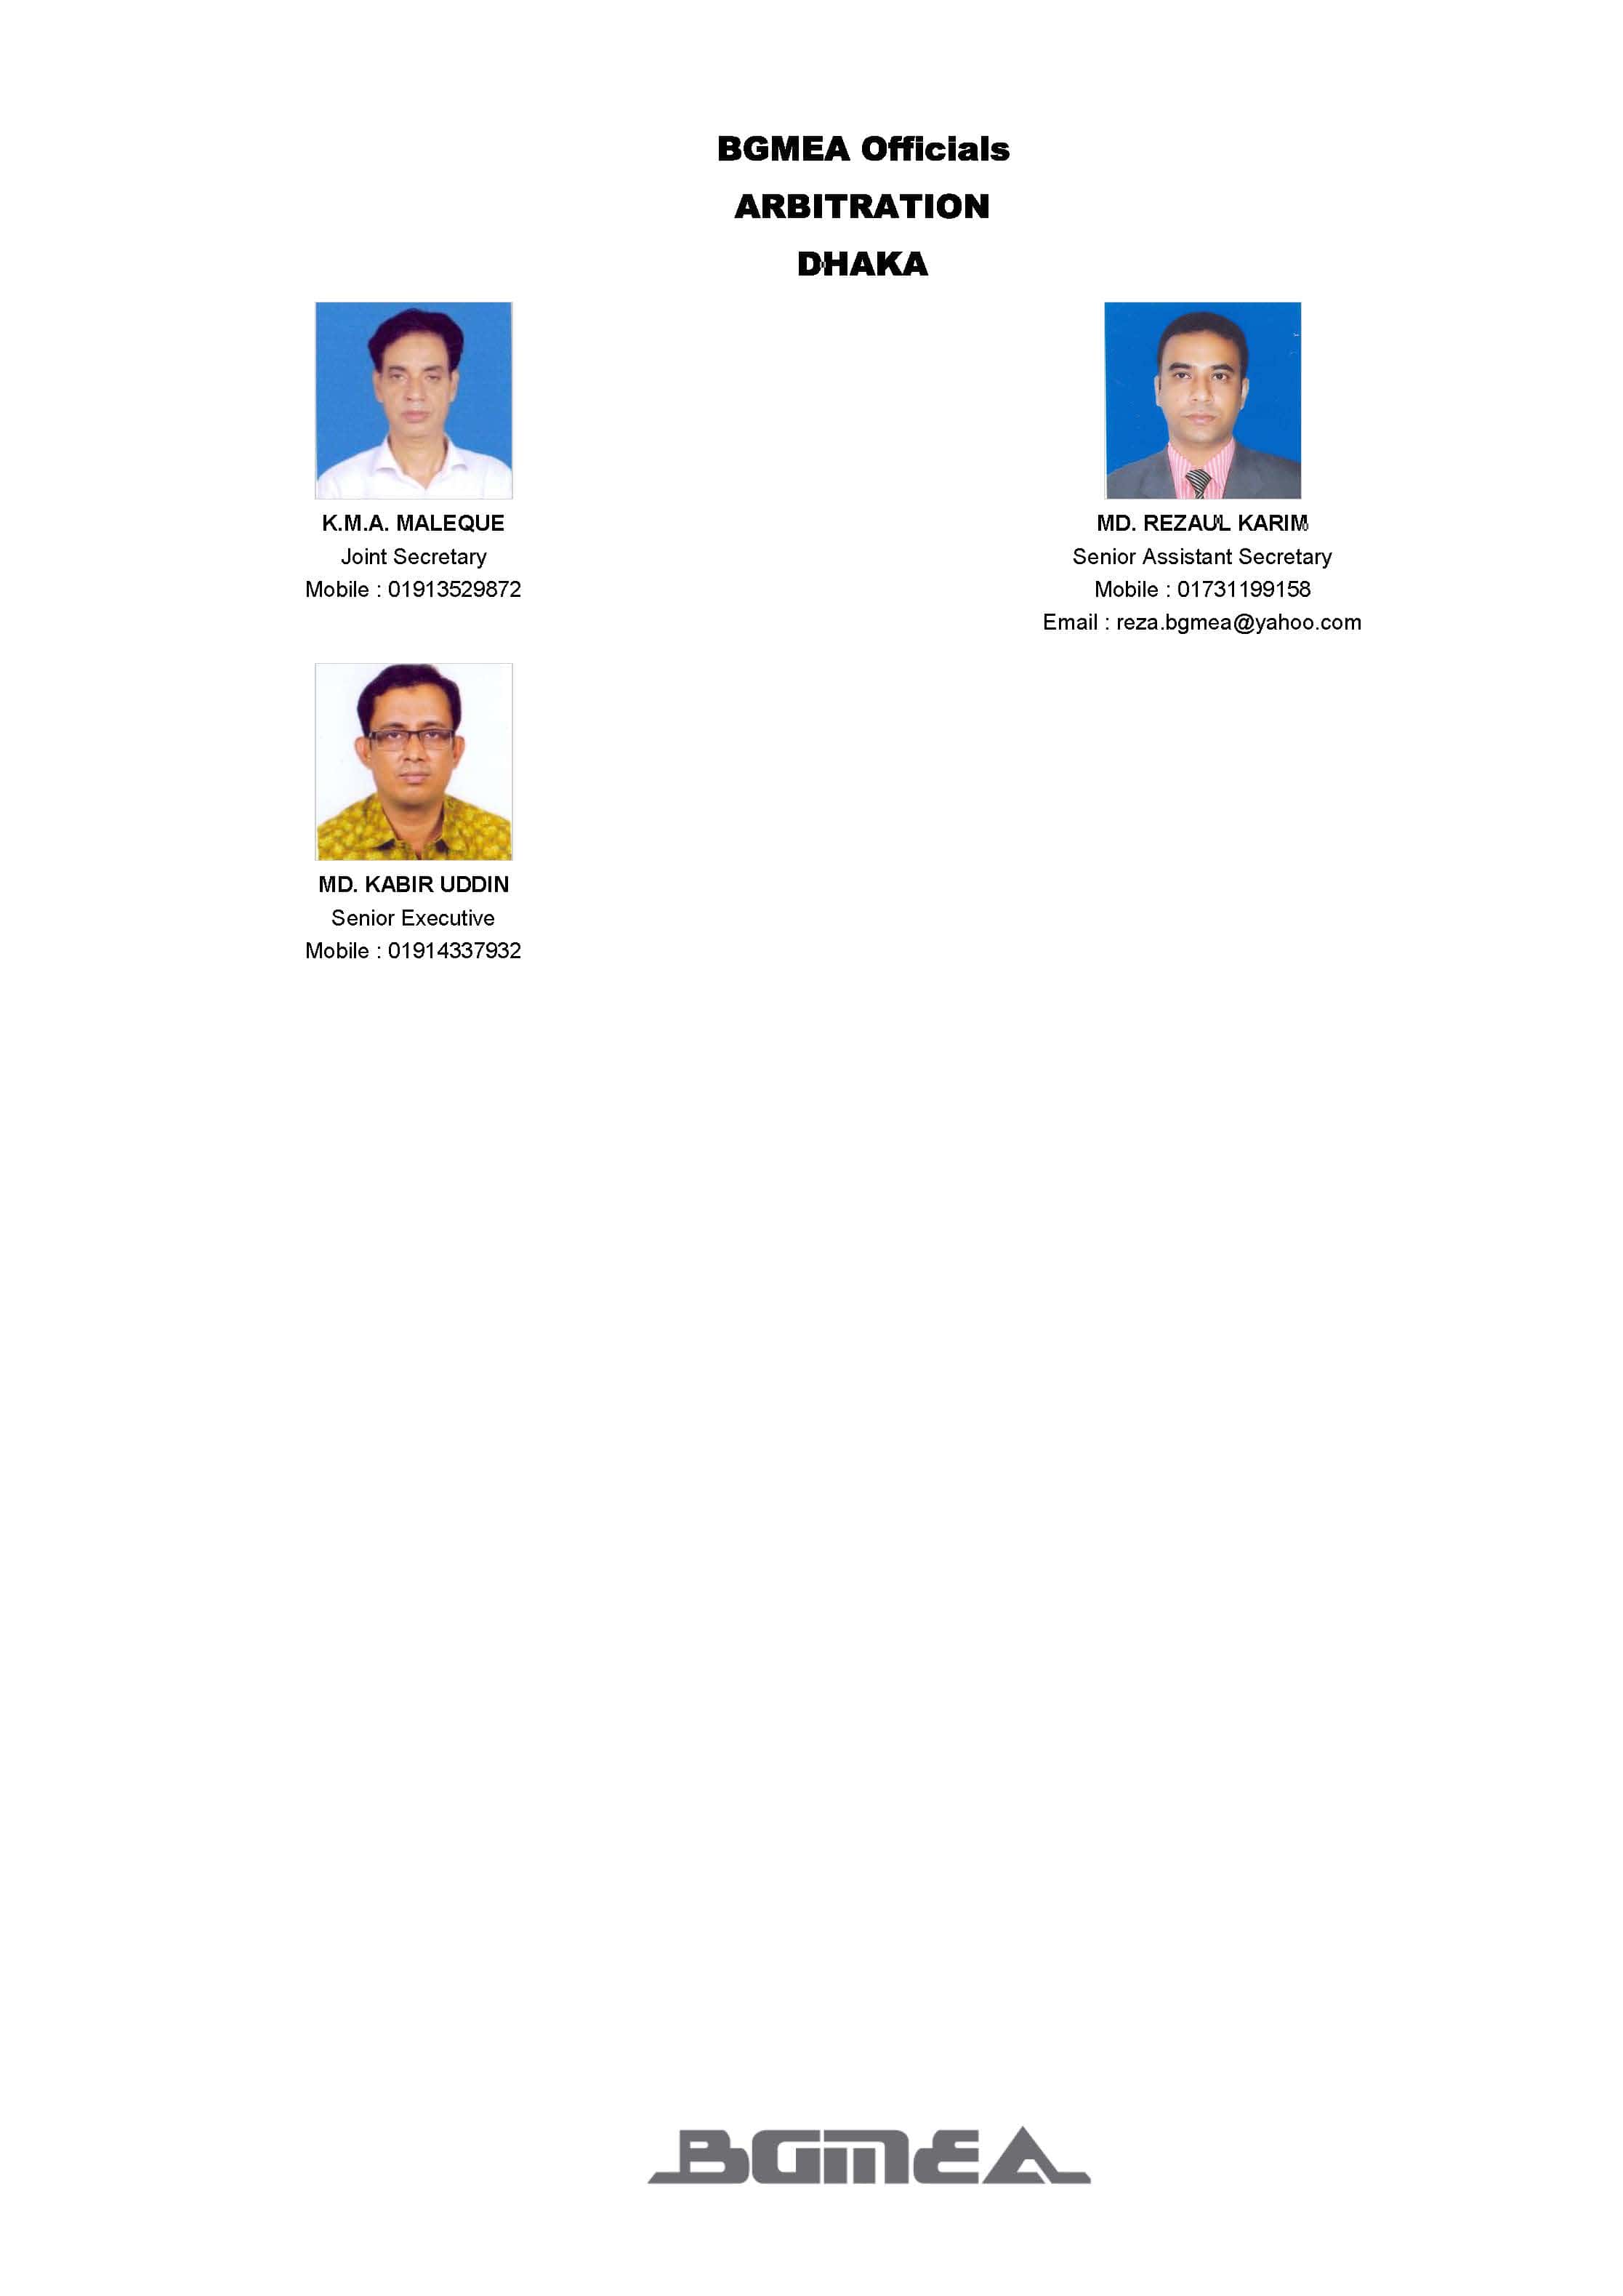 BGMEA Officials
ARBITRATION
DHAKA
K.M.A. MALEQUE
Joint Secretary
Mobile : 01913529872
MD. REZAUL KARIM
Senior Assistant Secretary
Mobile : 01731199158
Email : reza.bgmea@yahoo.com
MD. KABIR UDDIN
Senior Executive
Mobile : 01914337932
BGMEA